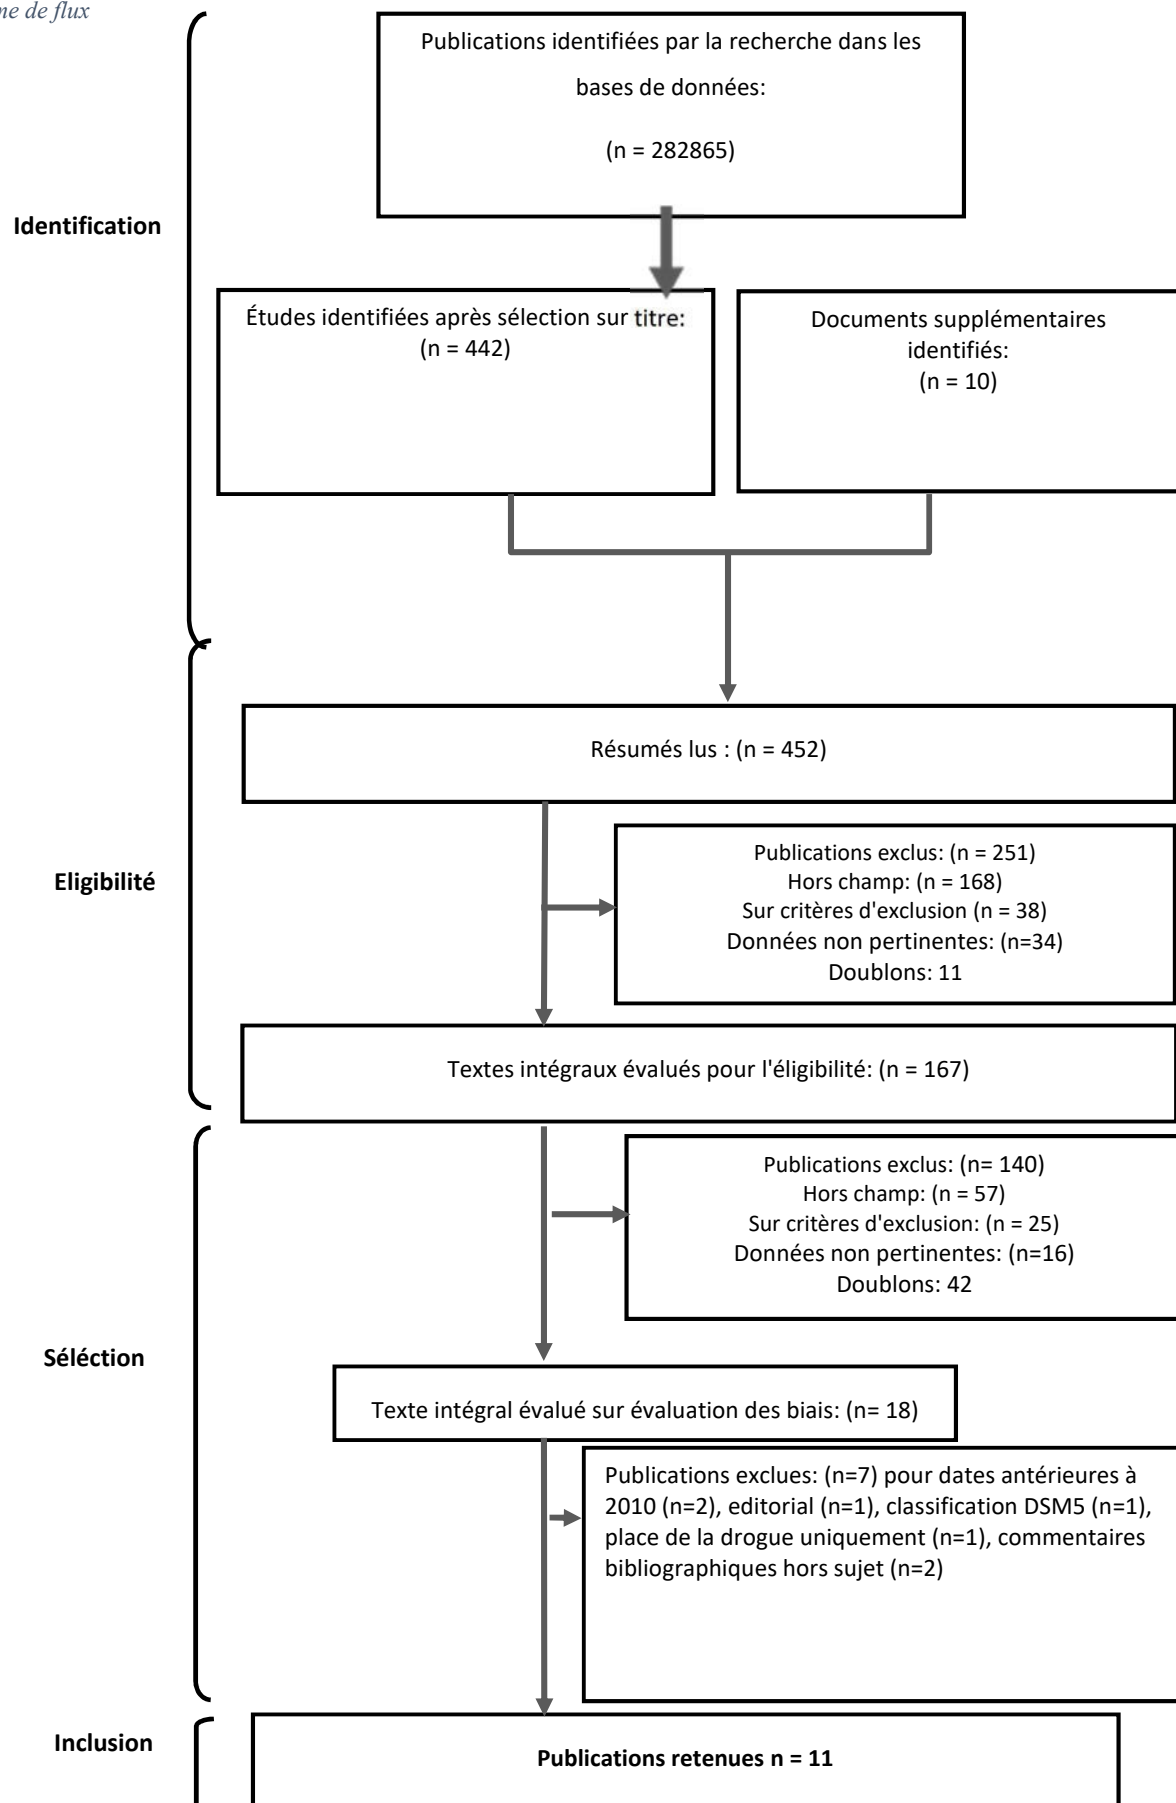 me de flux
Publications identifiées par la recherche dans les
bases de données:
(n = 282865)
Identification
Études identifiées après sélection sur titre:
(n = 442)
Documents supplémentaires
identifiés:
(n = 10)
Résumés lus : (n = 452)
Eligibilité
Publications exclus: (n = 251)
Hors champ: (n = 168)
Sur critères d'exclusion (n = 38)
Données non pertinentes: (n=34)
Doublons: 11
Textes intégraux évalués pour l'éligibilité: (n = 167)
Publications exclus: (n= 140)
Hors champ: (n = 57)
Sur critères d'exclusion: (n = 25)
Données non pertinentes: (n=16)
Doublons: 42
Séléction
Texte intégral évalué sur évaluation des biais: (n= 18)
Publications exclues: (n=7) pour dates antérieures à
2010 (n=2), editorial (n=1), classification DSM5 (n=1),
place de la drogue uniquement (n=1), commentaires
bibliographiques hors sujet (n=2)
Inclusion
Publications retenues n = 11